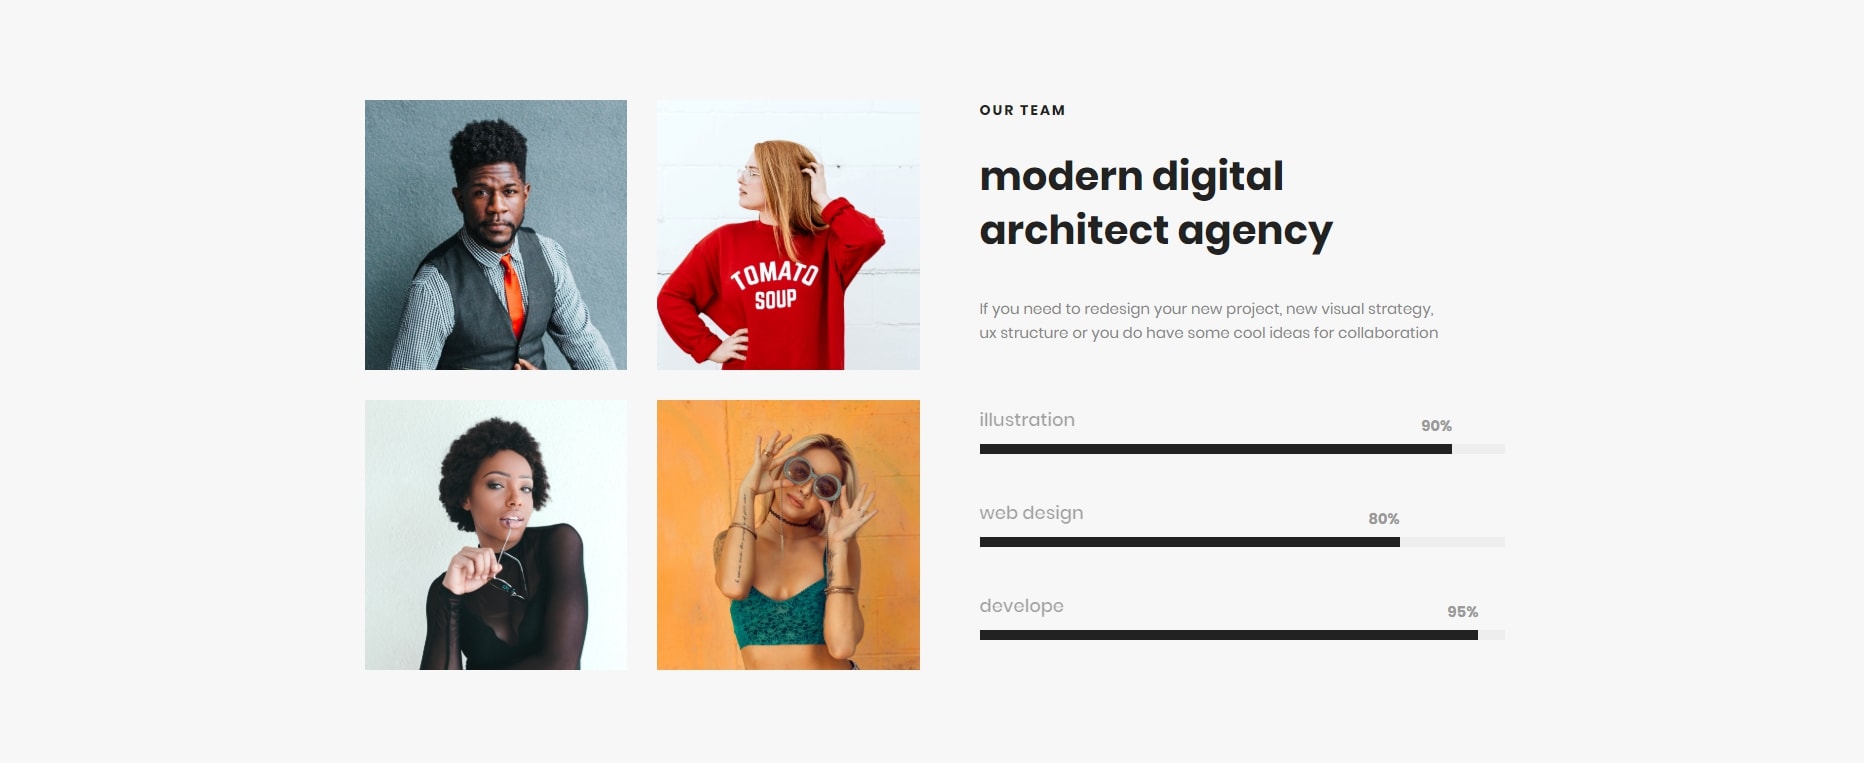 TOMATO
SOUP
OUR TEAM
modern digital
architect agency
If you need to redesign your new project, new visual strategy,
ux structure or you do have some cool ideas for collaboration
illustration
90%
web design
80%
develope
95%